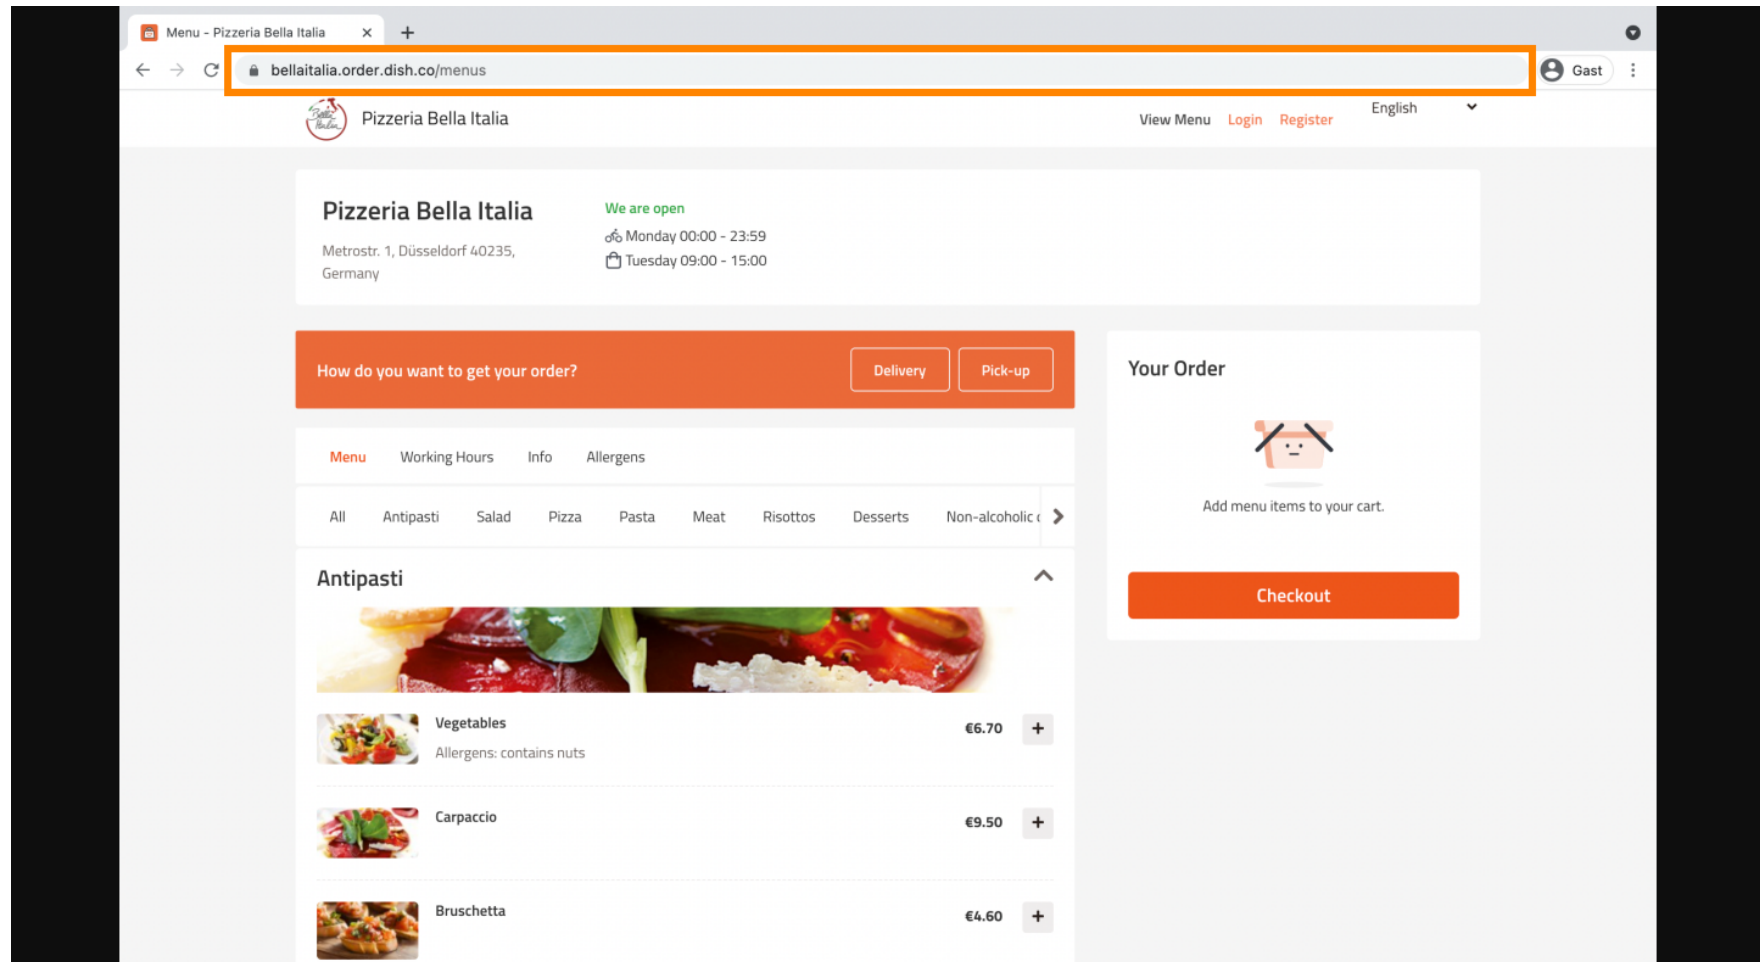 Menu - Pizzeria Bella Italia
bellaitalia.order.dish.co/menus
Gast
Bella Italia
Pizzeria Bella Italia
View Menu Login Register English
Pizzeria Bella Italia
Metrostr. 1, Düsseldorf 40235,
Germany
We are open
Monday 00:00 - 23:59
Tuesday 09:00 - 15:00
How do you want to get your order?
Delivery Pick-up
Menu Working Hours Info Allergens
All Antipasti Salad Pizza Pasta Meat Risottos Desserts Non-alcoholic
Antipasti
Vegetables
Allergens: contains nuts
€6.70 +
Carpaccio
€9.50 +
Bruschetta
€4.60 +
Your Order
Add menu items to your cart.
Checkout